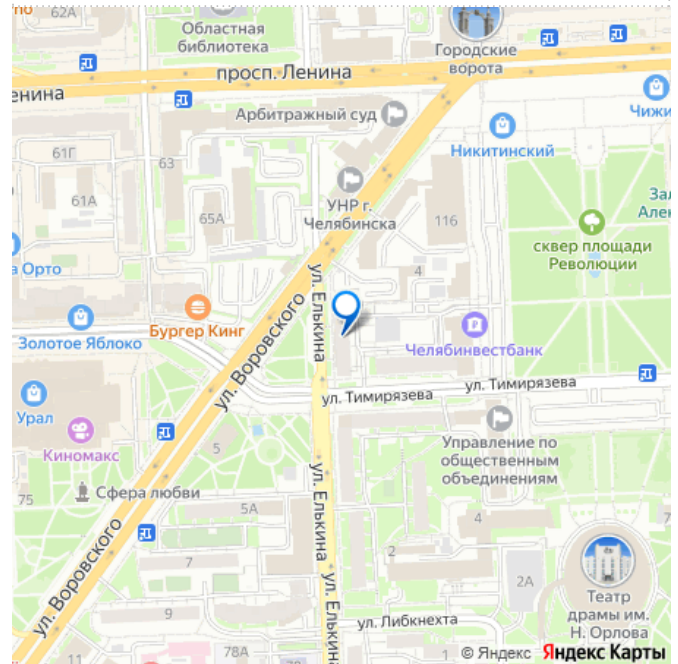 по
62А
Областная
библиотека
Городские
ворота
просп. Ленина
енина
Арбитражный суд
Чижи
Никитинский
61Г
63
УНР г.
Челябинска
61А
65А
116
Зал
Алек
сквер площади
Революции
а Орто
4
ул. Елькина
Бургер Кинг
Золотое Яблоко
Челябинвестбанк
ул. Воровского
ул. Тимирязева
ул. Тимирязева
Урал
Киномакс
5
Управление по
общественным
объединениям
ул. Елькина
75
Сфера любви
5А
4
ул. Воровского
7
2
2А
ул. Елькина
Театр
драмы им.
Н. Орлова
9
ул. Либкнехта
78А
© Яндекс Яндекс Карты